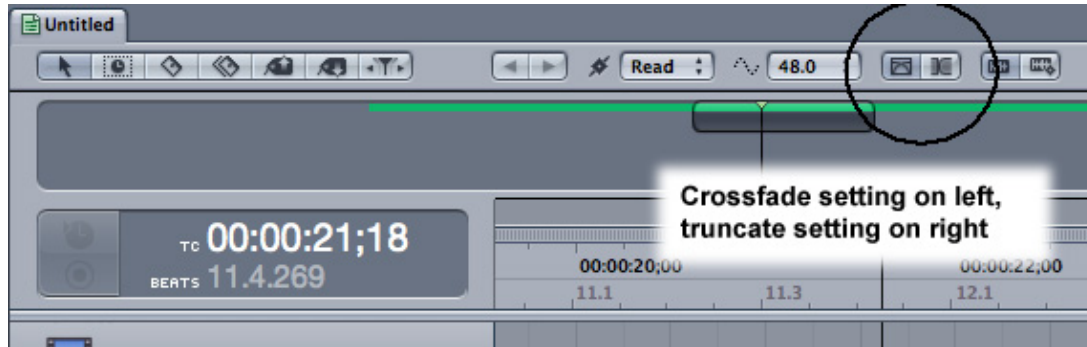 Untitled
Read 48.0
Crossfade setting on left,
truncate setting on right
TC 00:00:21;18
BEATS 11.4.269
00:00:20;00 00:00:22;00
11.1 11.3 12.1